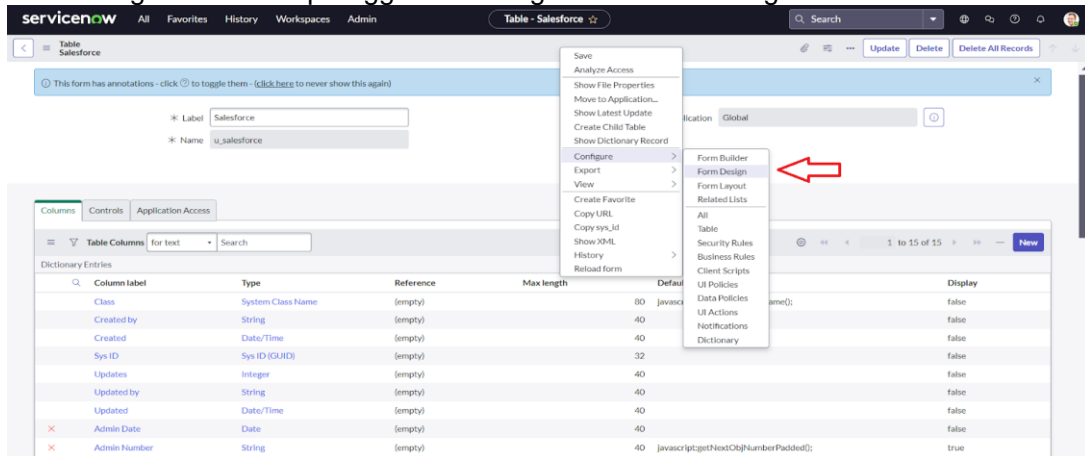 servicenow All Favorites History Workspaces Admin Table - Salesforce Search
Table
Salesforce
Update Delete Delete All Records
This form has annotations - click to toggle them - (click here to never show this again)
Label Salesforce
Name u_salesforce
Global
Save
Analyze Access
Show File Properties
Move to Application...
Show Latest Update
Create Child Table
Show Dictionary Record
Configure
Export
View
Create Favorite
Copy URL
Copy sys_id
Show XML
History
Reload form
Form Builder
Form Design
Form Layout
Related Lists
All
Table
Security Rules
Business Rules
Client Scripts
UI Policies
Data Policies
UI Actions
Notifications
Dictionary
Columns Controls Application Access
Table Columns for text Search 1 to 15 of 15 New
Dictionary Entries
Column label Type Reference Max length Display
Class System Class Name (empty) 80 false
Created by String (empty) 40 false
Created Date/Time (empty) 40 false
Sys ID Sys ID (GUID) (empty) 32 false
Updates Integer (empty) 40 false
Updated by String (empty) 40 false
Updated Date/Time (empty) 40 false
Admin Date Date (empty) 40 false
Admin Number String (empty) 40 javascript:getNextObjNumberPadded(); true